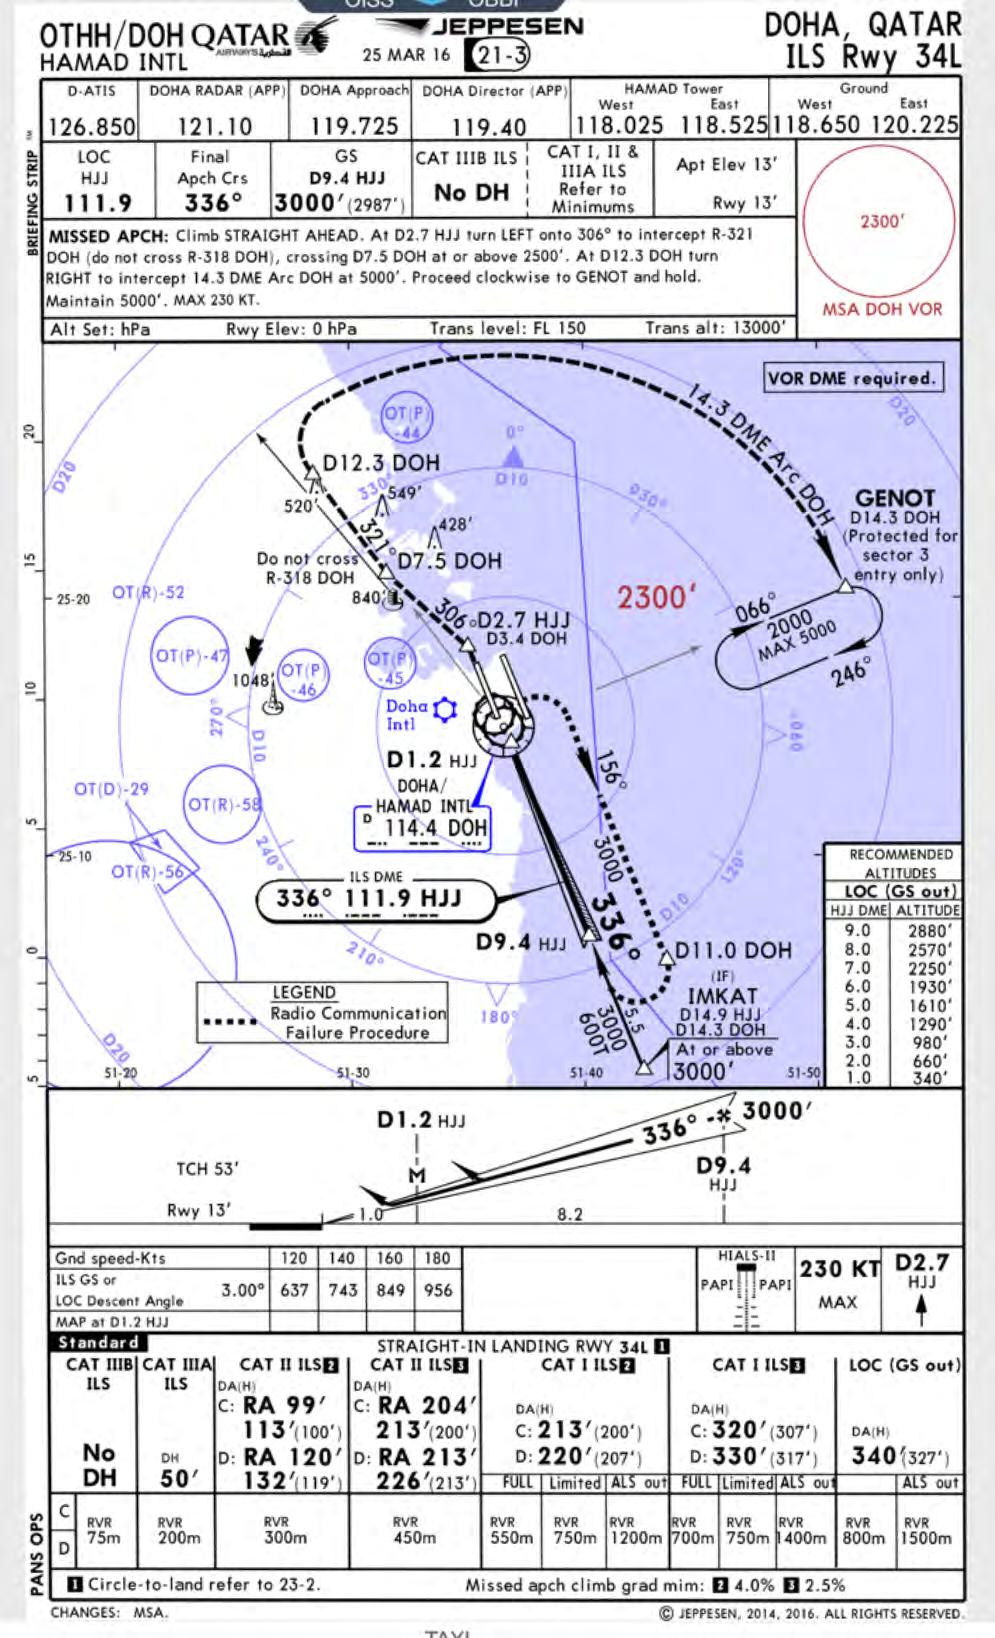 OISS OBBI
OTHH/DOH QATAR AIRWAYS القطرية
HAMAD INTL
JEPPESEN
25 MAR 16 21-3
DOHA, QATAR
ILS Rwy 34L
D-ATIS
126.850
DOHA RADAR (APP)
121.10
DOHA Approach
119.725
DOHA Director (APP)
119.40
HAMAD Tower
West East
118.025 118.525
Ground
West East
118.650 120.225
BRIEFING STRIP TM
LOC
HJJ
111.9
Final
Apch Crs
336°
GS
D9.4 HJJ
3000'(2987')
CAT IIIB ILS
No DH
CAT I, II &
IIIA ILS
Refer to
Minimums
Apt Elev 13'
Rwy 13'
2300'
MSA DOH VOR
MISSED APCH: Climb STRAIGHT AHEAD. At D2.7 HJJ turn LEFT onto 306° to intercept R-321
DOH (do not cross R-318 DOH), crossing D7.5 DOH at or above 2500'. At D12.3 DOH turn
RIGHT to intercept 14.3 DME Arc DOH at 5000'. Proceed clockwise to GENOT and hold.
Maintain 5000'. MAX 230 KT.
Alt Set: hPa Rwy Elev: 0 hPa Trans level: FL 150 Trans alt: 13000'
VOR DME required.
14.3 DME Arc DOH
D20
D20
20
OT(P)
-44
0°
D10
D12.3 DOH
330°
549'
520'
030°
428'
321°
D7.5 DOH
Do not cross
R-318 DOH
840'
GENOT
D14.3 DOH
(Protected for
sector 3
entry only)
15
25-20
OT(R)-52
2300'
066°
2000
MAX 5000
246°
306°
D2.7 HJJ
D3.4 DOH
OT(P)-47
OT(P)
-46
OT(P)
-45
1048'
10
270°
D10
Doha
Intl
090°
D1.2 HJJ
DOHA/
HAMAD INTL
D 114.4 DOH
156°
3000
OT(D)-29
OT(R)-58
5
25-10
OT(R)-56
240°
120°
ILS DME
336° 111.9 HJJ
336°
D10
D9.4 HJJ
D11.0 DOH
210°
0
(IF)
IMKAT
D14.9 HJJ
D14.3 DOH
At or above
3000'
5.5
3000
600T
180°
LEGEND
Radio Communication
Failure Procedure
D20
5
51-20 51-30 51-40 51-50
RECOMMENDED
ALTITUDES
LOC (GS out)
HJJ DME ALTITUDE
9.0 2880'
8.0 2570'
7.0 2250'
6.0 1930'
5.0 1610'
4.0 1290'
3.0 980'
2.0 660'
1.0 340'
D1.2 HJJ
336° 3000'
TCH 53'
M
D9.4
HJJ
Rwy 13'
1.0 8.2
Gnd speed-Kts 120 140 160 180
ILS GS or
LOC Descent Angle 3.00° 637 743 849 956
MAP at D1.2 HJJ
HIALS-II
PAPI PAPI
230 KT
MAX
D2.7
HJJ
Standard STRAIGHT-IN LANDING RWY 34L 1
CAT IIIB
ILS
No
DH
CAT IIIA
ILS
DH
50'
CAT II ILS 2
DA(H)
C: RA 99'
113'(100')
D: RA 120'
132'(119')
CAT II ILS 3
DA(H)
C: RA 204'
213'(200')
D: RA 213'
226'(213')
CAT I ILS 2
DA(H)
C: 213'(200')
D: 220'(207')
CAT I ILS 3
DA(H)
C: 320'(307')
D: 330'(317')
LOC (GS out)
DA(H)
340'(327')
FULL Limited ALS out FULL Limited ALS out ALS out
PANS OPS
C
D
RVR RVR RVR RVR RVR RVR RVR RVR RVR RVR RVR RVR
75m 200m 300m 450m 550m 750m 1200m 700m 750m 1400m 800m 1500m
1 Circle-to-land refer to 23-2. Missed apch climb grad mim: 2 4.0% 3 2.5%
CHANGES: MSA. © JEPPESEN, 2014, 2016. ALL RIGHTS RESERVED.
TAXI